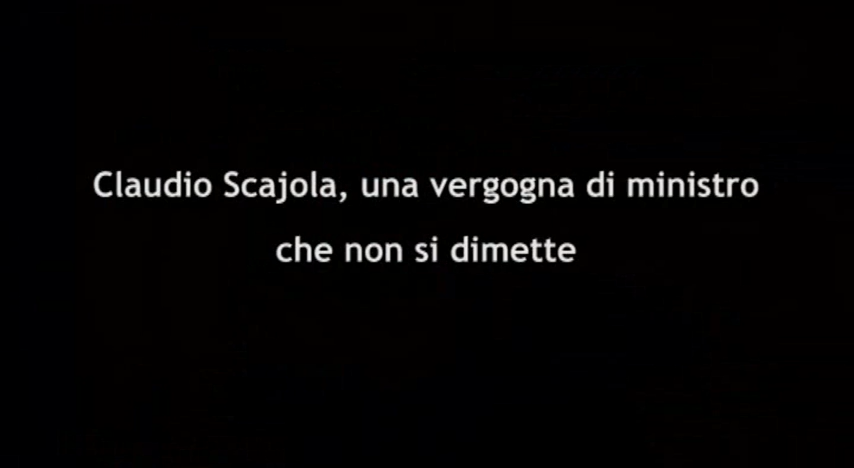 Claudio Scajola, una vergogna di ministro
che non si dimette